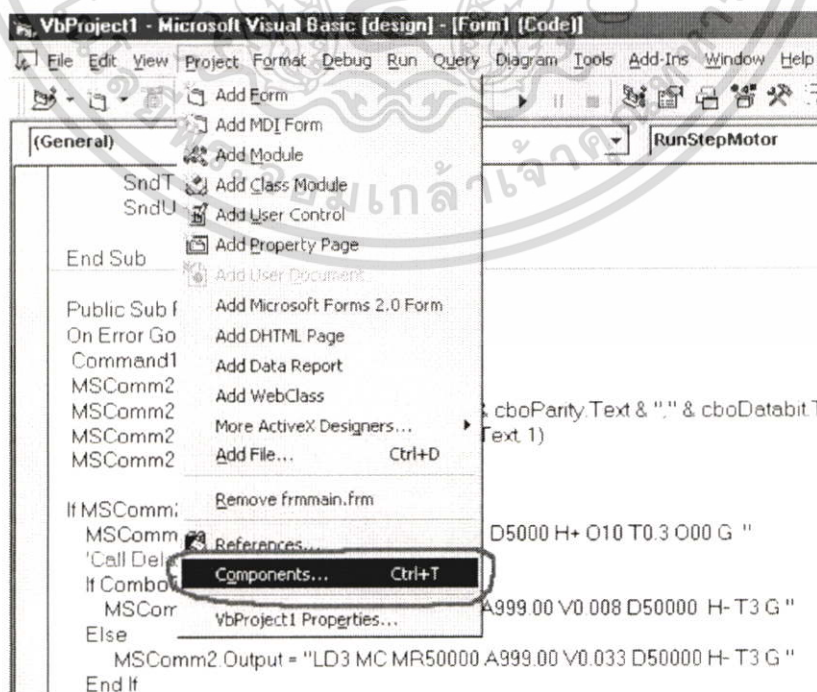 VbProject1 - Microsoft Visual Basic [design] - [Form1 (Code)]
File Edit View Project Format Debug Run Query Diagram Tools Add-Ins Window Help
Add Form
Add MDI Form
(General)
RunStepMotor
Add Module
SndT
Add Class Module
SndU
Add User Control
Add Property Page
End Sub
Add User Document
Public Sub
Add Microsoft Forms 2.0 Form
On Error Go
Add DHTML Page
Command1
Add Data Report
MSComm2
Add WebClass
MSComm2
& cboParity.Text & "," & cboDatabit.T
More ActiveX Designers...
MSComm2
Text, 1)
Add File... Ctrl+D
MSComm2
Remove frmmain.frm
If MSComm
MSComm
References...
D5000 H+ O10 T0.3 O00 G "
'Call Dela
Components... Ctrl+T
If Combo
MSCom
A999.00 V0.008 D50000 H- T3 G "
VbProject1 Properties...
Else
MSComm2.Output = "LD3 MC MR50000 A999.00 V0.033 D50000 H- T3 G "
End If